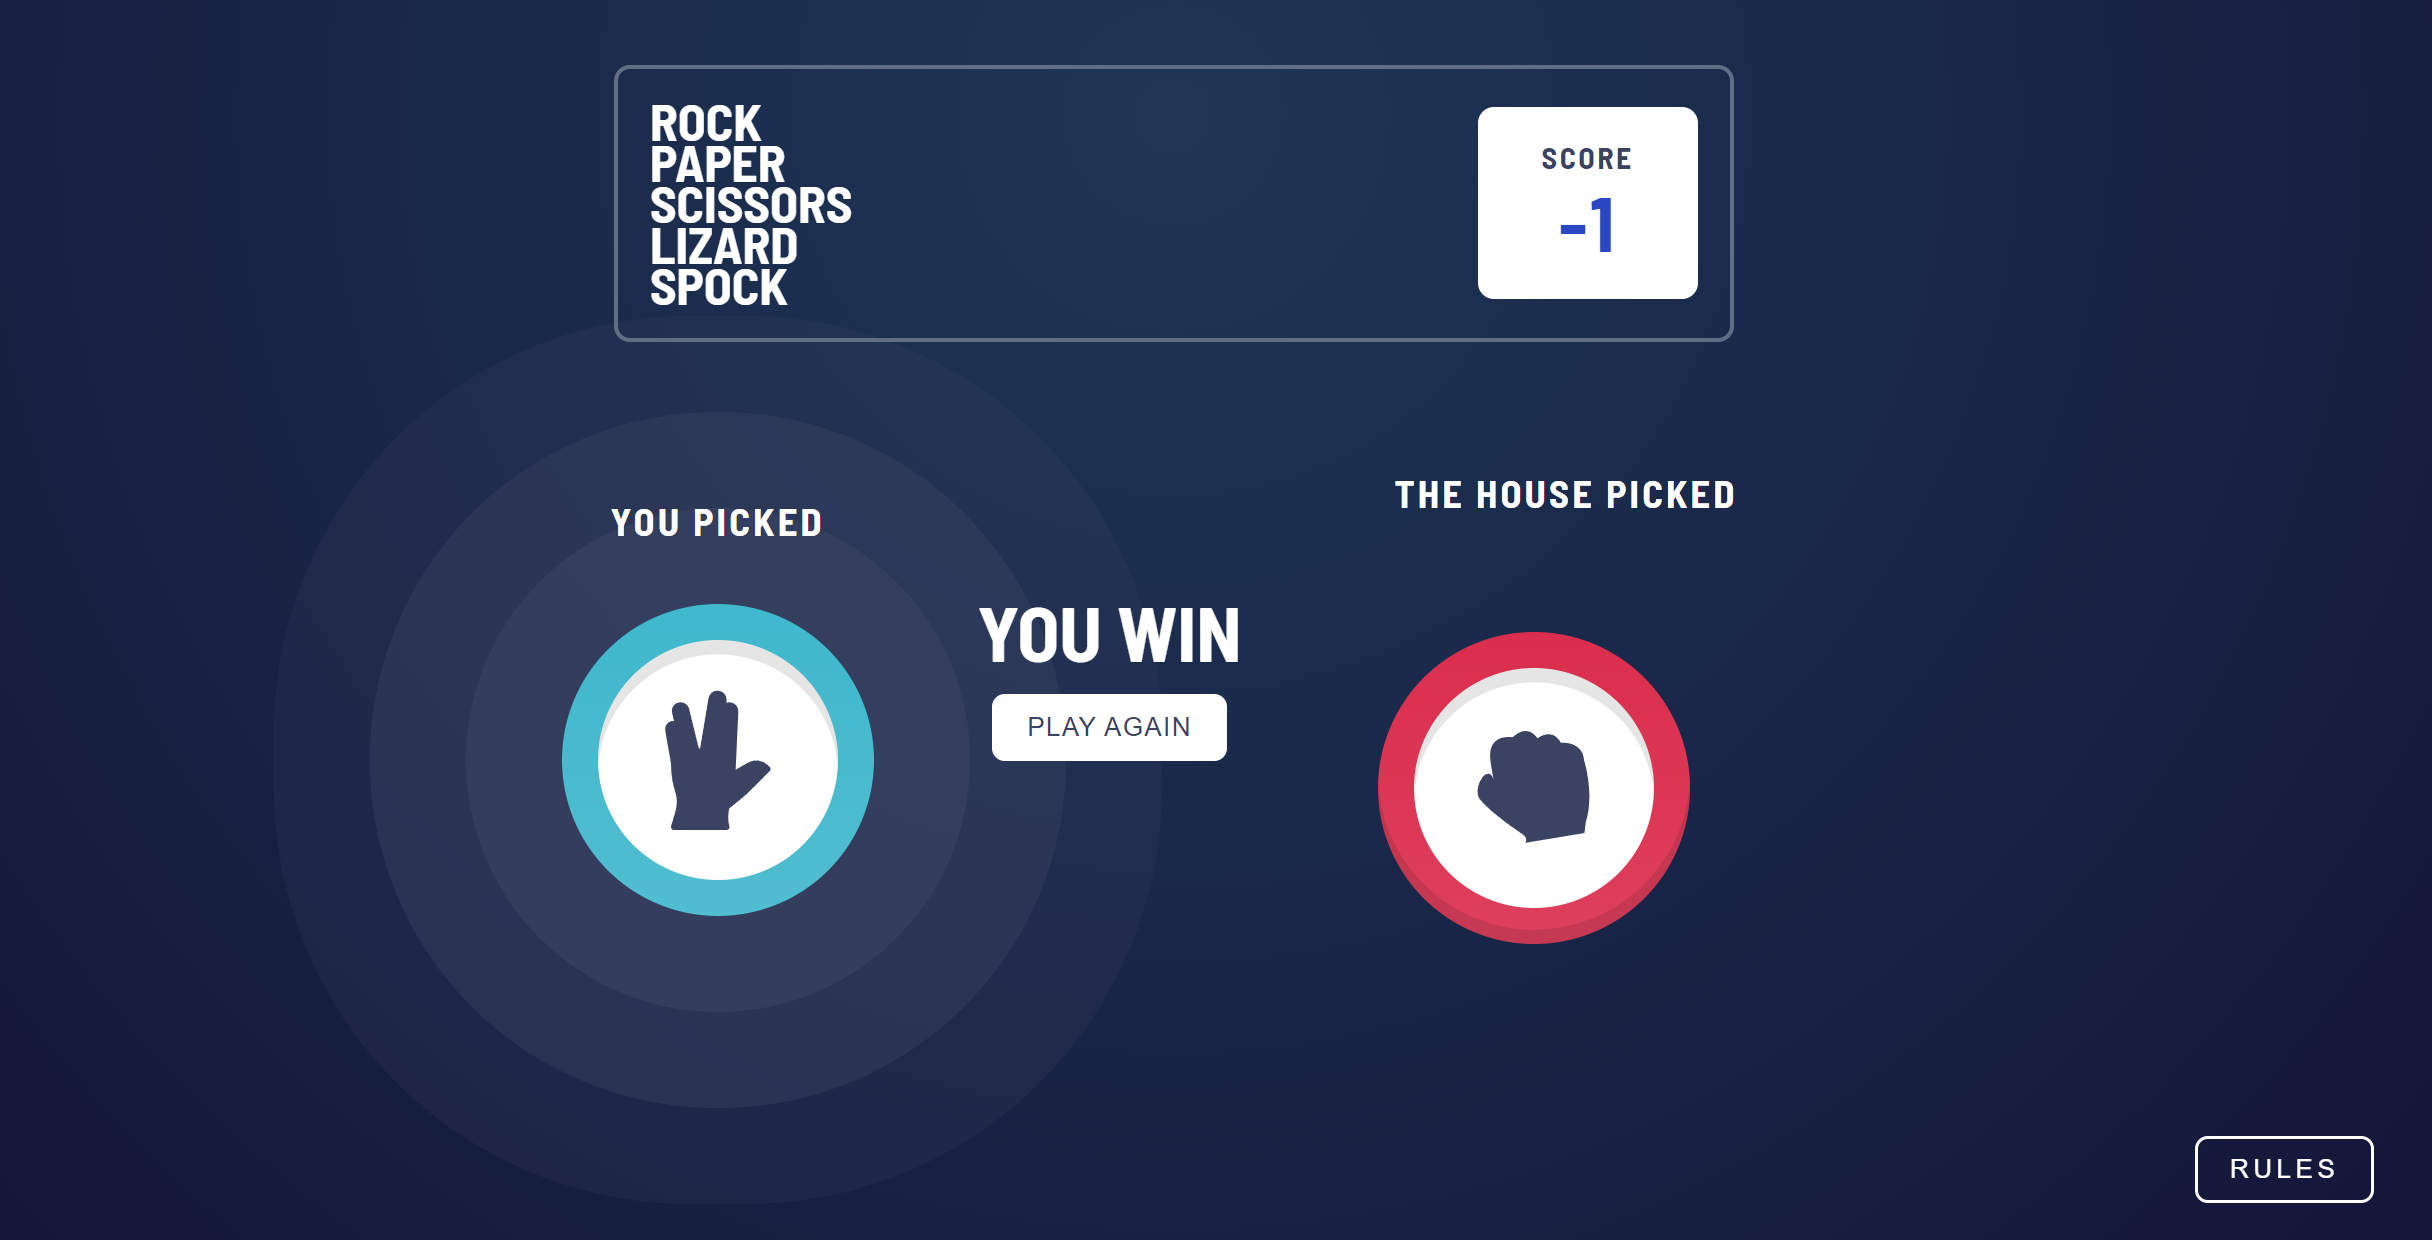 ROCK
PAPER
SCISSORS
LIZARD
SPOCK
SCORE
-1
YOU PICKED
THE HOUSE PICKED
YOU WIN
PLAY AGAIN
RULES